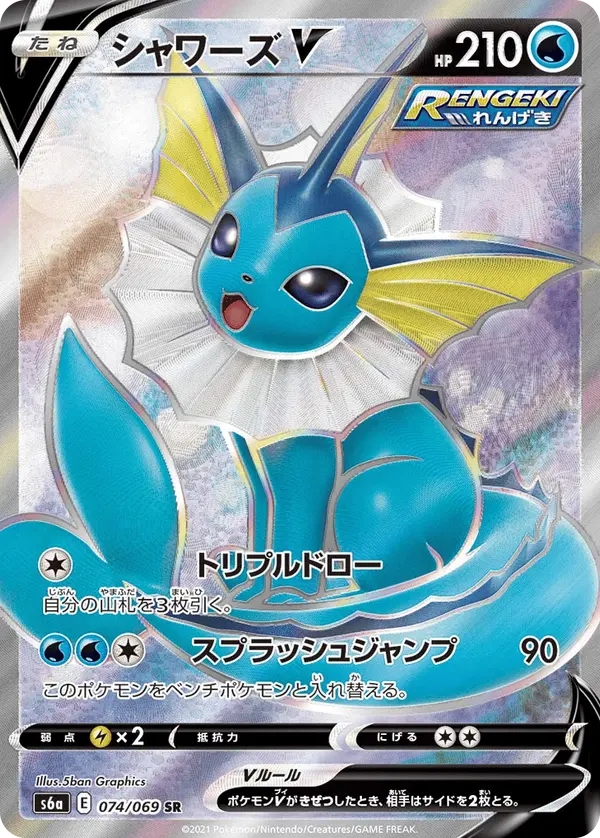 たね シャワーズV HP210
RENGEKI
れんげき
トリプルドロー
自分の山札を3枚引く。
スプラッシュジャンプ 90
このポケモンをベンチポケモンと入れ替える。
弱点 ×2 抵抗力 にげる
Illus.5ban Graphics
Vルール
s6a E 074/069 SR
ポケモンVがきぜつしたとき、相手はサイドを2枚とる。
©2021 Pokémon/Nintendo/Creatures/GAME FREAK.